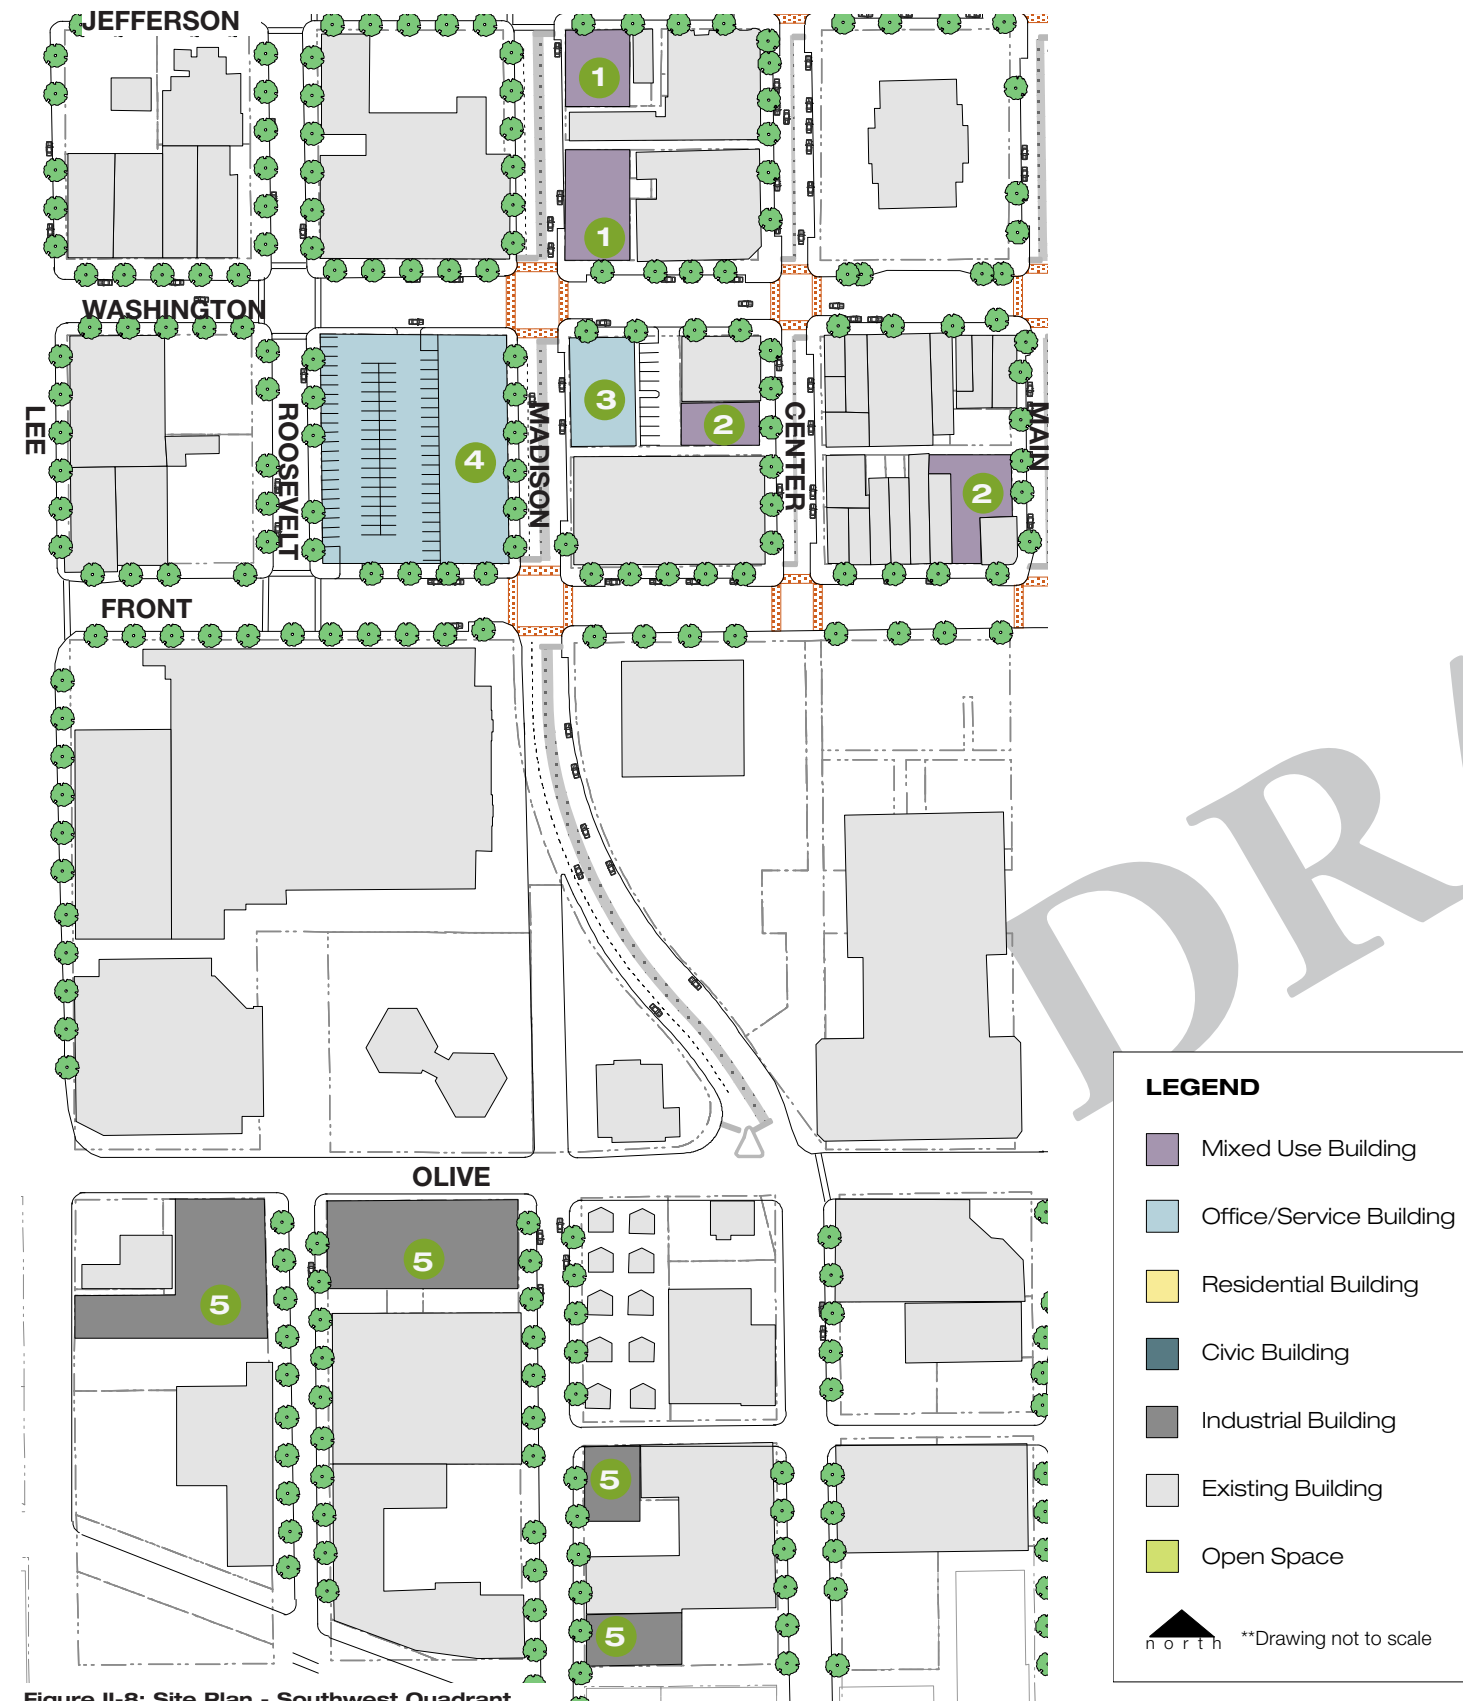 JEFFERSON
1
1
WASHINGTON
LEE
ROOSEVELT
MADISON
CENTER
MAIN
3
2
4
2
FRONT
DRA
OLIVE
5
5
5
5
LEGEND
Mixed Use Building
Office/Service Building
Residential Building
Civic Building
Industrial Building
Existing Building
Open Space
north
**Drawing not to scale
Figure II-8: Site Plan - Southwest Quadrant